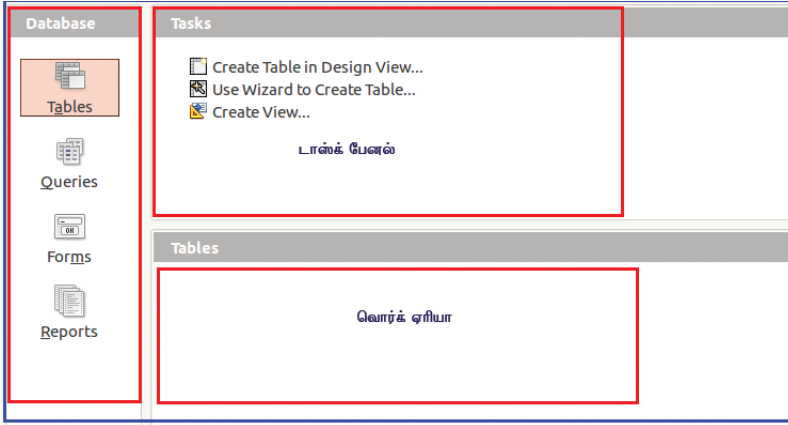 Database
Tables
Queries
Forms
Reports
Tasks
Create Table in Design View...
Use Wizard to Create Table...
Create View...
டாஸ்க் பேனல்
Tables
வொர்க் ஏரியா